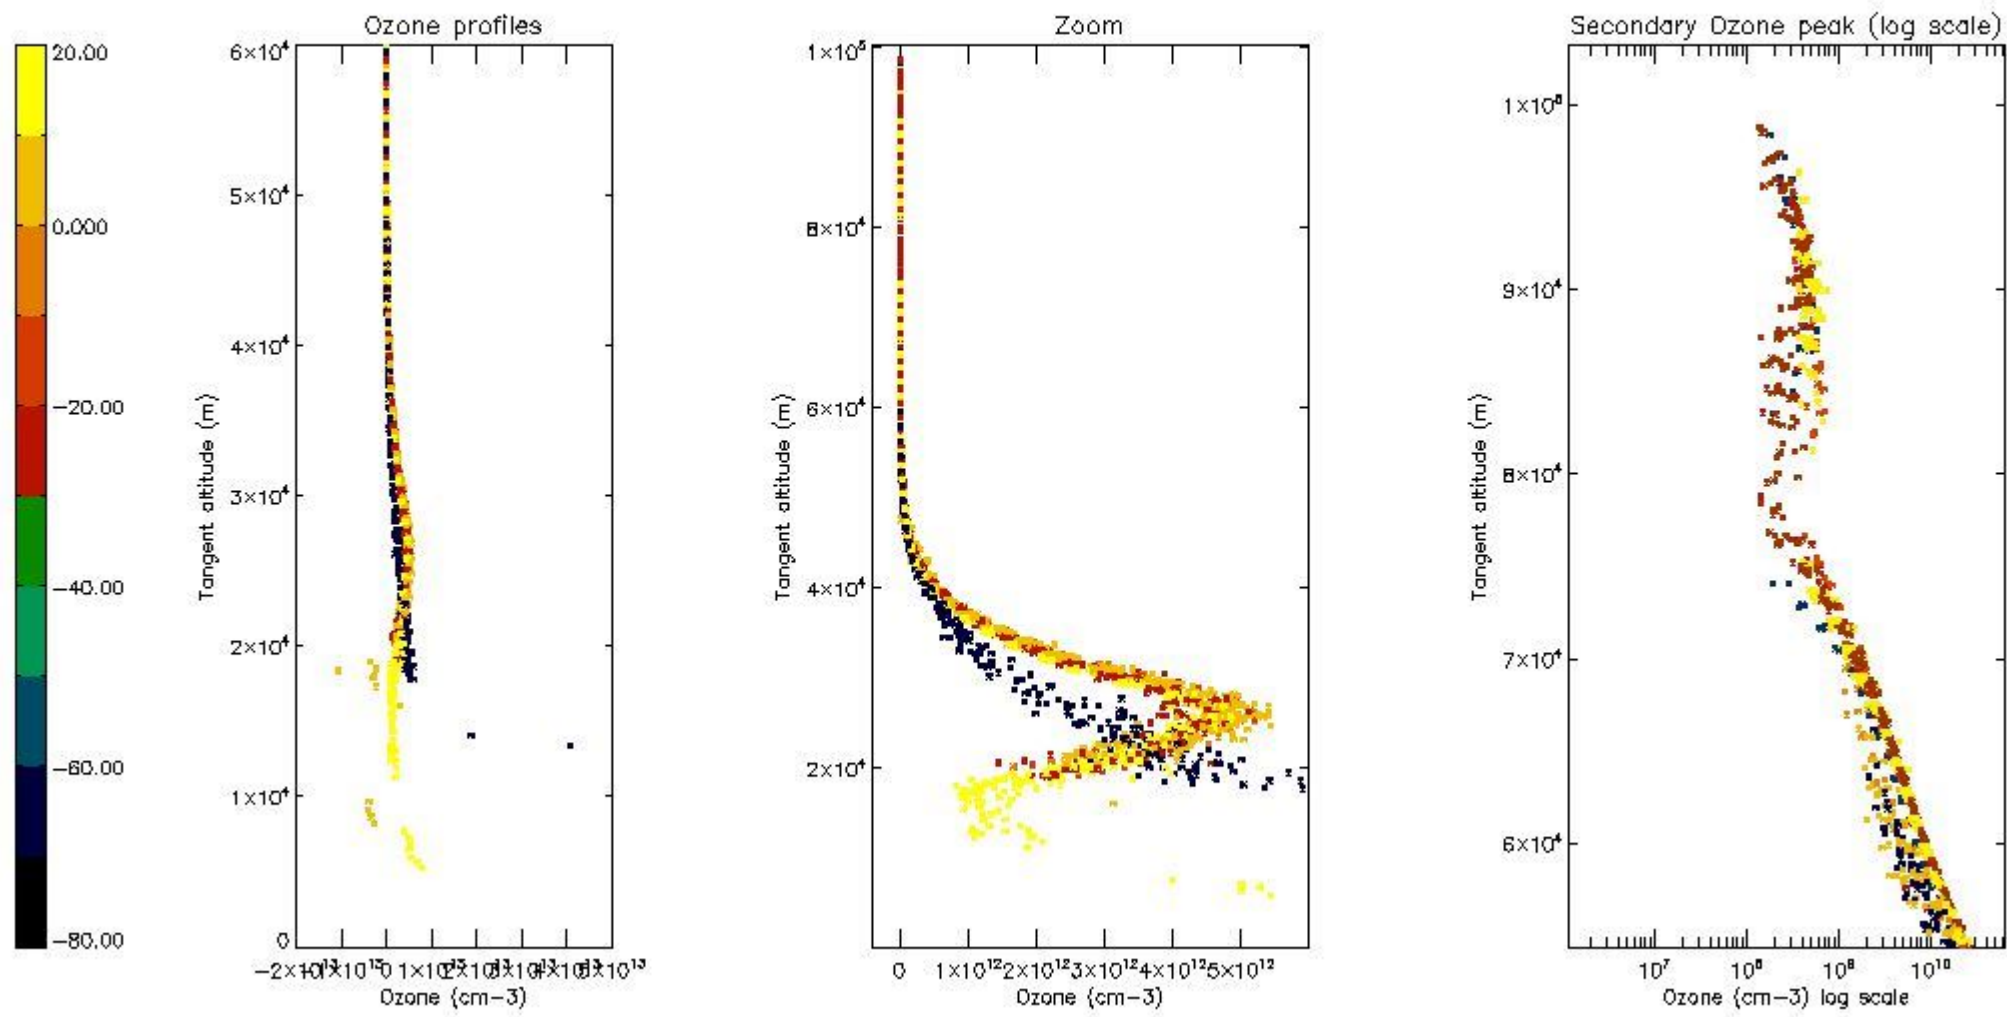 Ozone profiles
Zoom
Secondary Ozone peak (log scale)
20.00
0.000
−20.00
−40.00
−60.00
−80.00
6×10⁴
5×10⁴
4×10⁴
3×10⁴
2×10⁴
1×10⁴
0
Tangent altitude (m)
Ozone (cm−3)
1×10⁵
8×10⁴
6×10⁴
4×10⁴
2×10⁴
Tangent altitude (m)
0 1×10¹² 2×10¹² 3×10¹² 4×10¹² 5×10¹²
Ozone (cm−3)
9×10⁴
8×10⁴
7×10⁴
6×10⁴
Tangent altitude (m)
10⁷ 10⁸ 10⁹ 10¹⁰
Ozone (cm−3) log scale